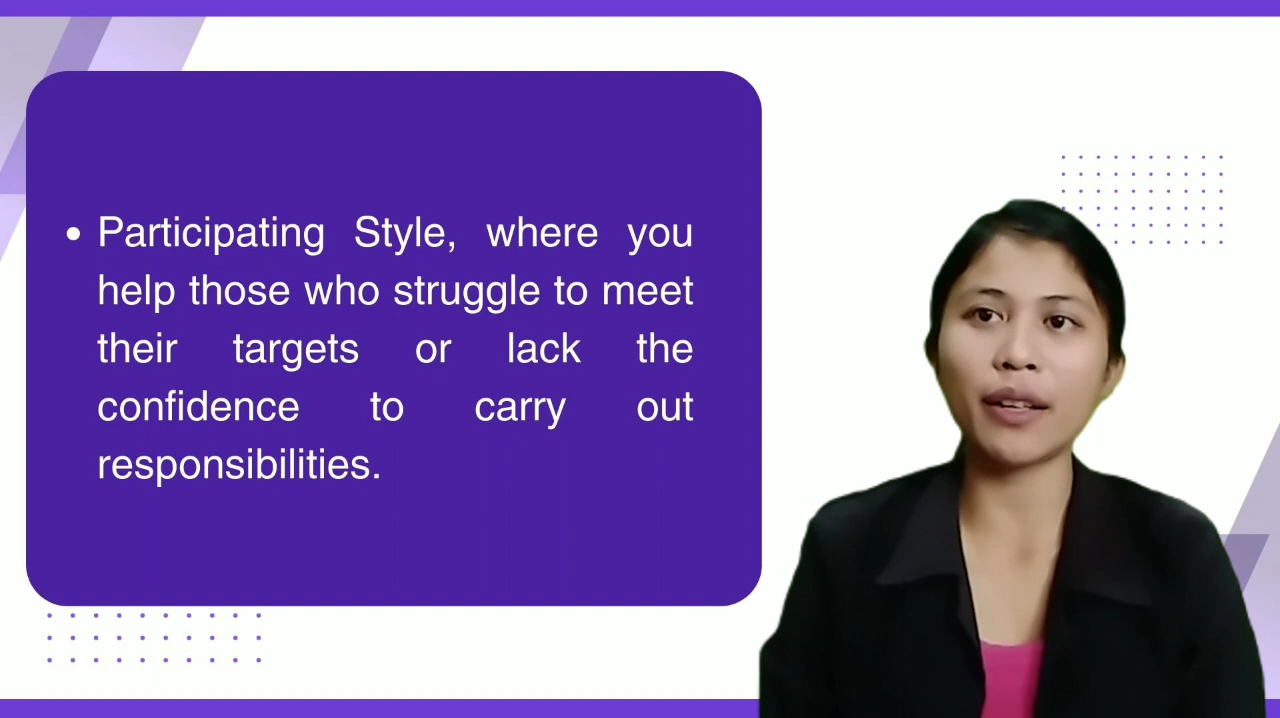 • Participating Style, where you
help those who struggle to meet
their targets or lack the
confidence to carry out
responsibilities.